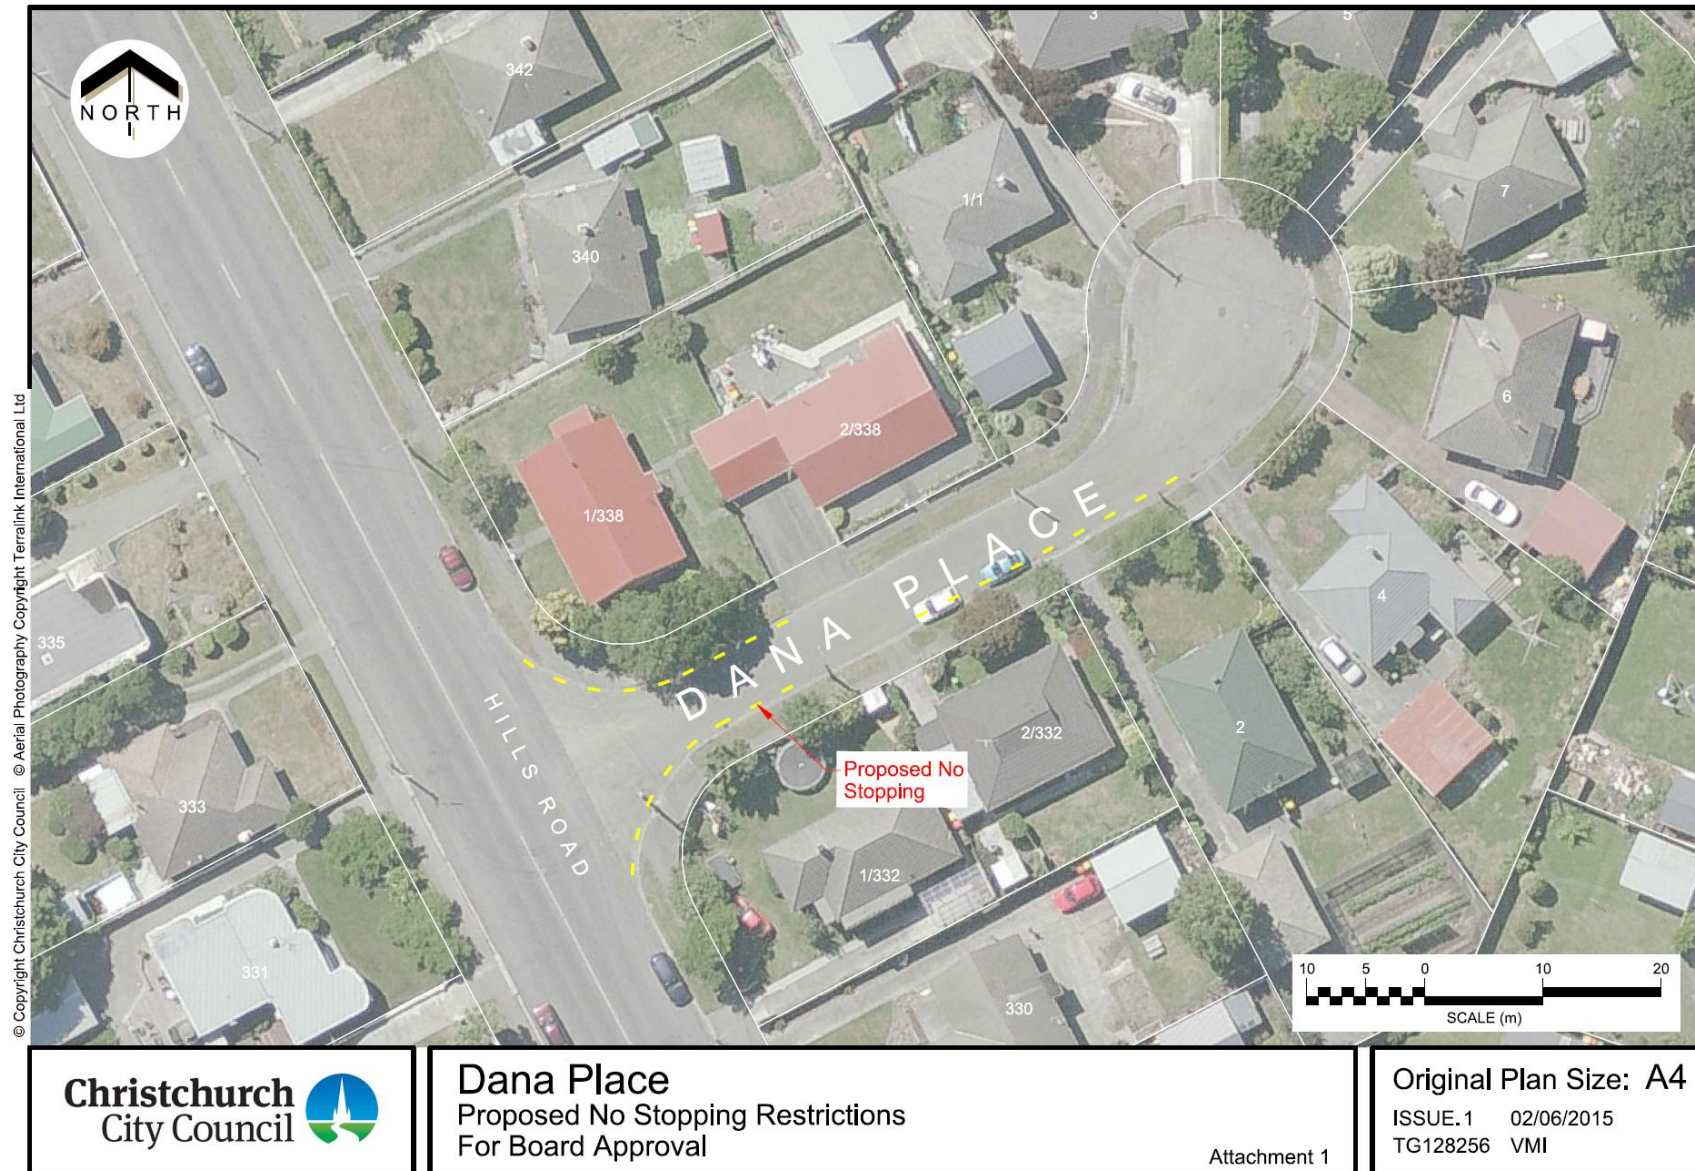 NORTH
342
3
5
1/1
7
340
2/338
6
1/338
DANA PLACE
4
335
HILLS ROAD
2/332
2
Proposed No
Stopping
333
1/332
331
330
10 5 0 10 20
SCALE (m)
© Copyright Christchurch City Council © Aerial Photography Copyright Terralink International Ltd
Christchurch
City Council
Dana Place
Proposed No Stopping Restrictions
For Board Approval
Attachment 1
Original Plan Size: A4
ISSUE.1 02/06/2015
TG128256 VMI